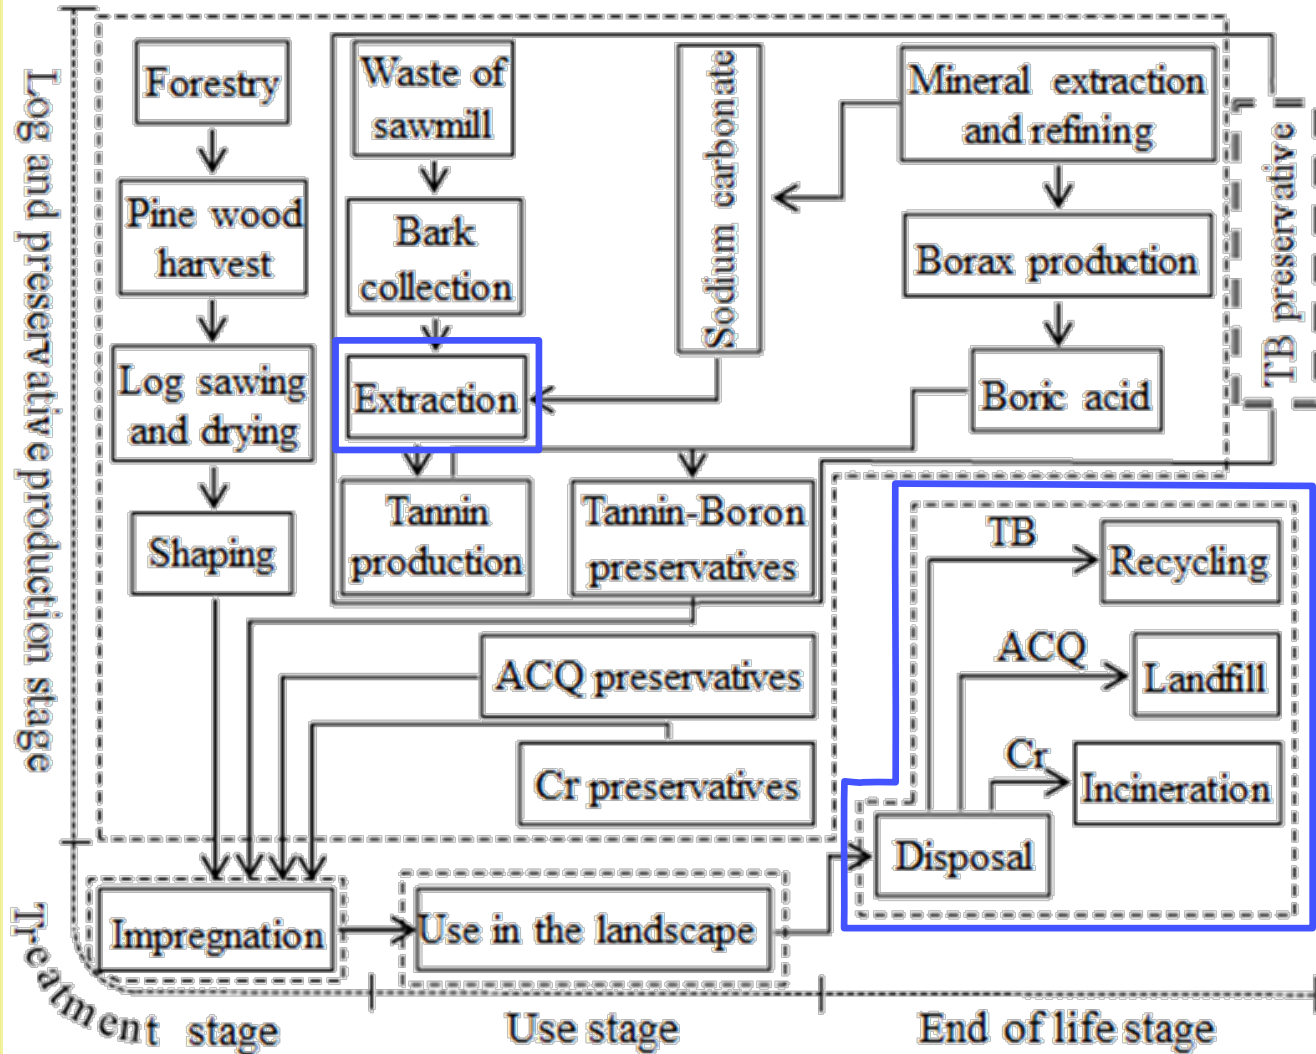 Log and preservative production stage
Forestry
Pine wood
harvest
Log sawing
and drying
Shaping
Waste of
sawmill
Bark
collection
Extraction
Tannin
production
Sodium carbonate
Mineral extraction
and refining
Borax production
Boric acid
Tannin-Boron
preservatives
TB preservative
ACQ preservatives
Cr preservatives
TB
Recycling
ACQ
Landfill
Cr
Incineration
Disposal
Impregnation
Use in the landscape
Treatment stage
Use stage
End of life stage